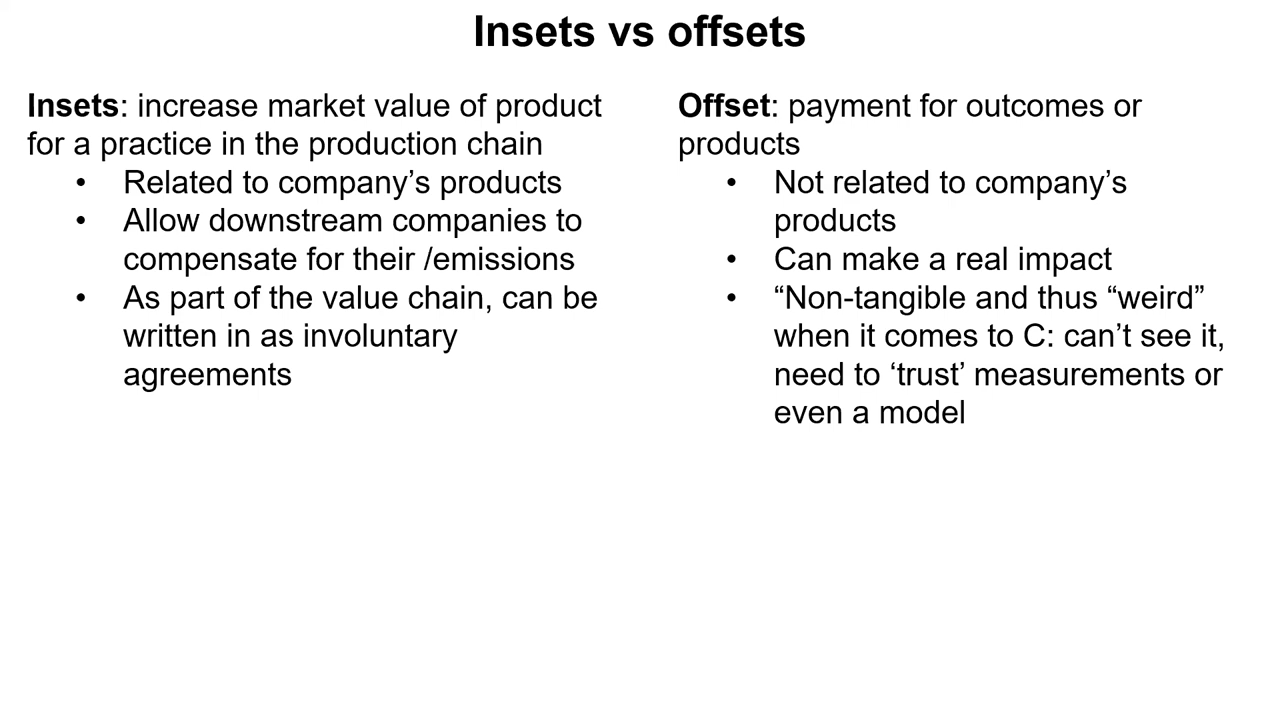 Insets vs offsets
Insets: increase market value of product
for a practice in the production chain
• Related to company’s products
• Allow downstream companies to
compensate for their /emissions
• As part of the value chain, can be
written in as involuntary
agreements
Offset: payment for outcomes or
products
• Not related to company’s
products
• Can make a real impact
• “Non-tangible and thus “weird”
when it comes to C: can’t see it,
need to ‘trust’ measurements or
even a model